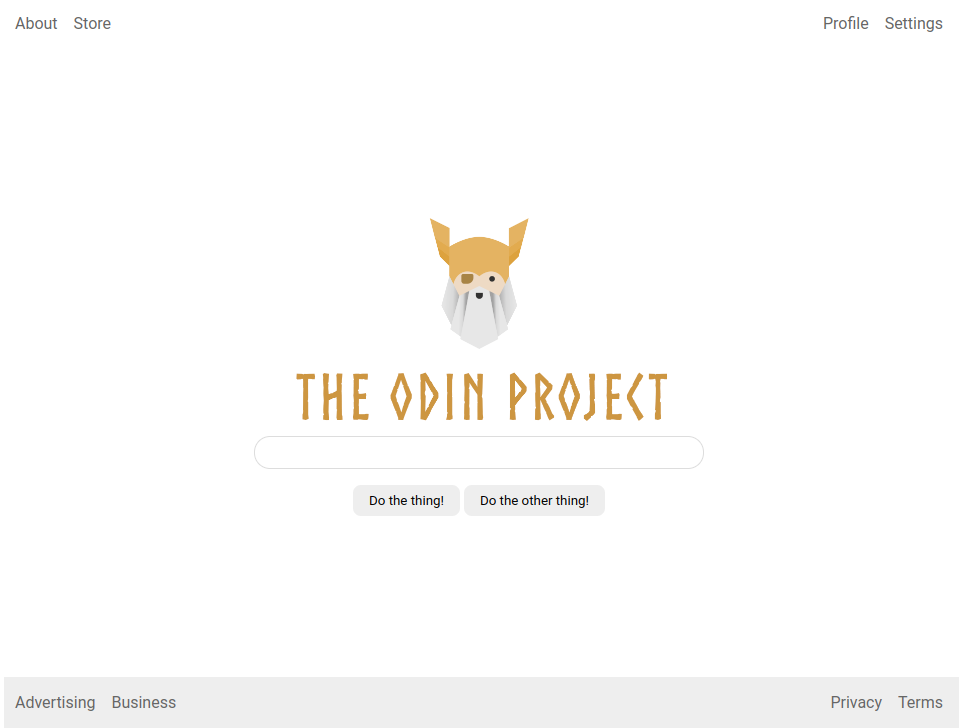 About Store Profile Settings
THE ODIN PROJECT
Do the thing! Do the other thing!
Advertising Business Privacy Terms